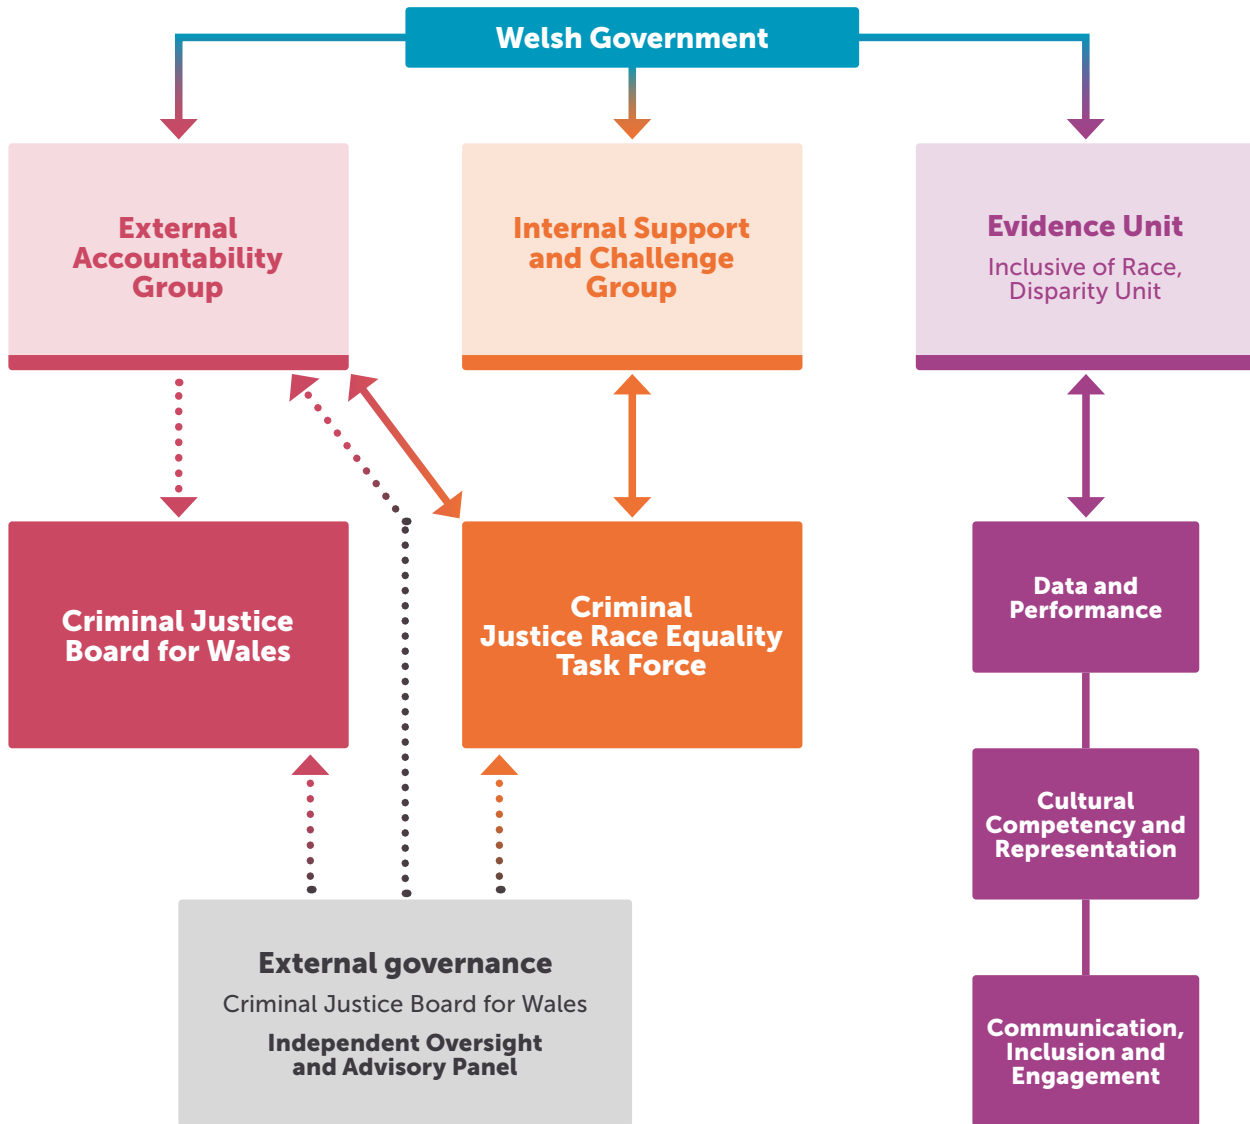 Welsh Government
External
Accountability
Group
Internal Support
and Challenge
Group
Evidence Unit
Inclusive of Race,
Disparity Unit
Criminal Justice
Board for Wales
Criminal
Justice Race Equality
Task Force
Data and
Performance
Cultural
Competency and
Representation
External governance
Criminal Justice Board for Wales
Independent Oversight
and Advisory Panel
Communication,
Inclusion and
Engagement